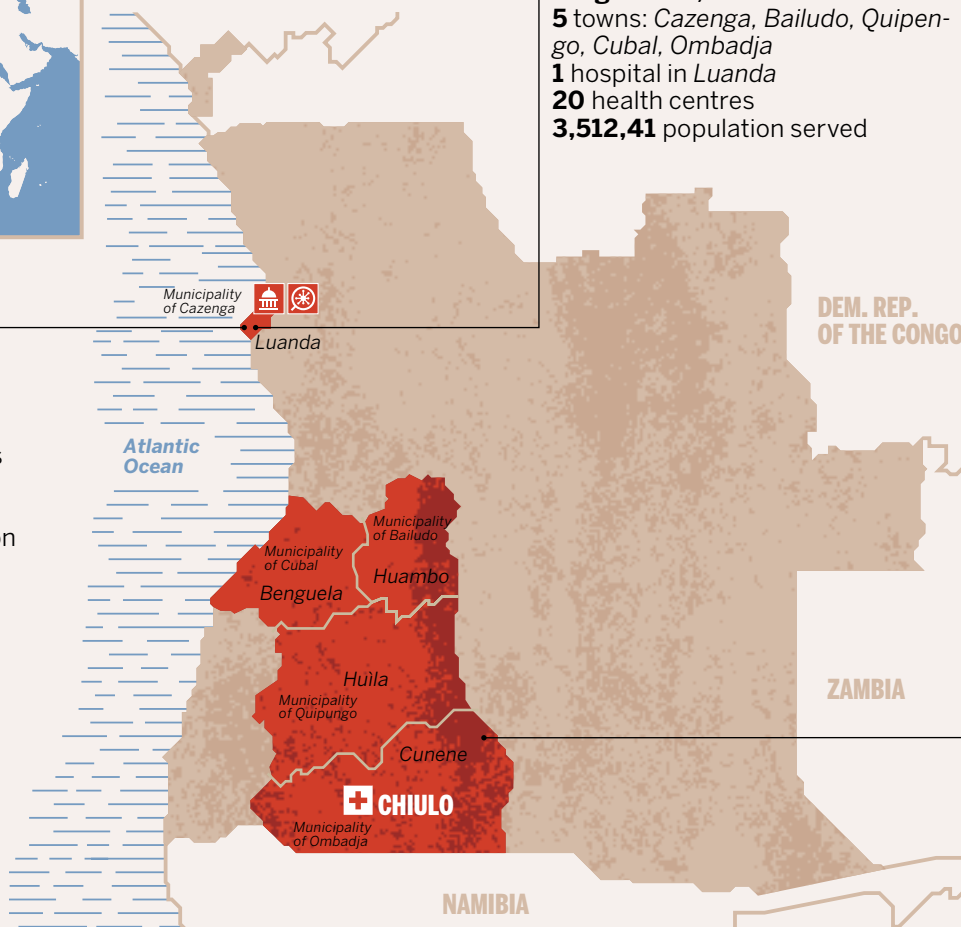 5 towns: Cazenga, Bailudo, Quipen-
go, Cubal, Ombadja
1 hospital in Luanda
20 health centres
3,512,41 population served
Municipality
of Cazenga
Luanda
DEM. REP.
OF THE CONGO
Atlantic
Ocean
Municipality
of Bailudo
Municipality
of Cubal
Huambo
Benguela
Huìla
Municipality
of Quipungo
ZAMBIA
Cunene
CHIULO
Municipality
of Ombadja
NAMIBIA